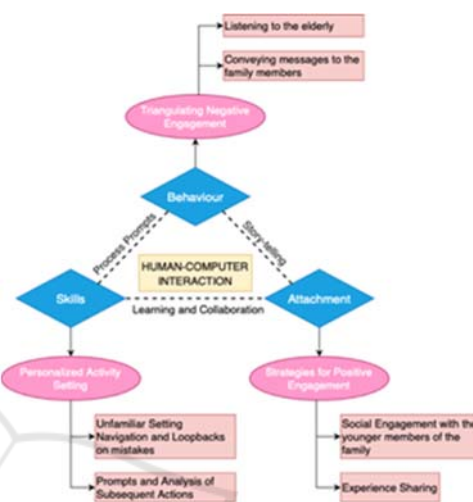 Listening to the elderly
Conveying messages to the
family members
Triangulating Negative
Engagement
Behaviour
Process Prompts
Story-telling
HUMAN-COMPUTER
INTERACTION
Skills
Attachment
Learning and Collaboration
Personalized Activity
Setting
Strategies for Positive
Engagement
Unfamiliar Setting
Navigation and Loopbacks
on mistakes
Social Engagement with the
younger members of the
family
Prompts and Analysis of
Subsequent Actions
Experience Sharing